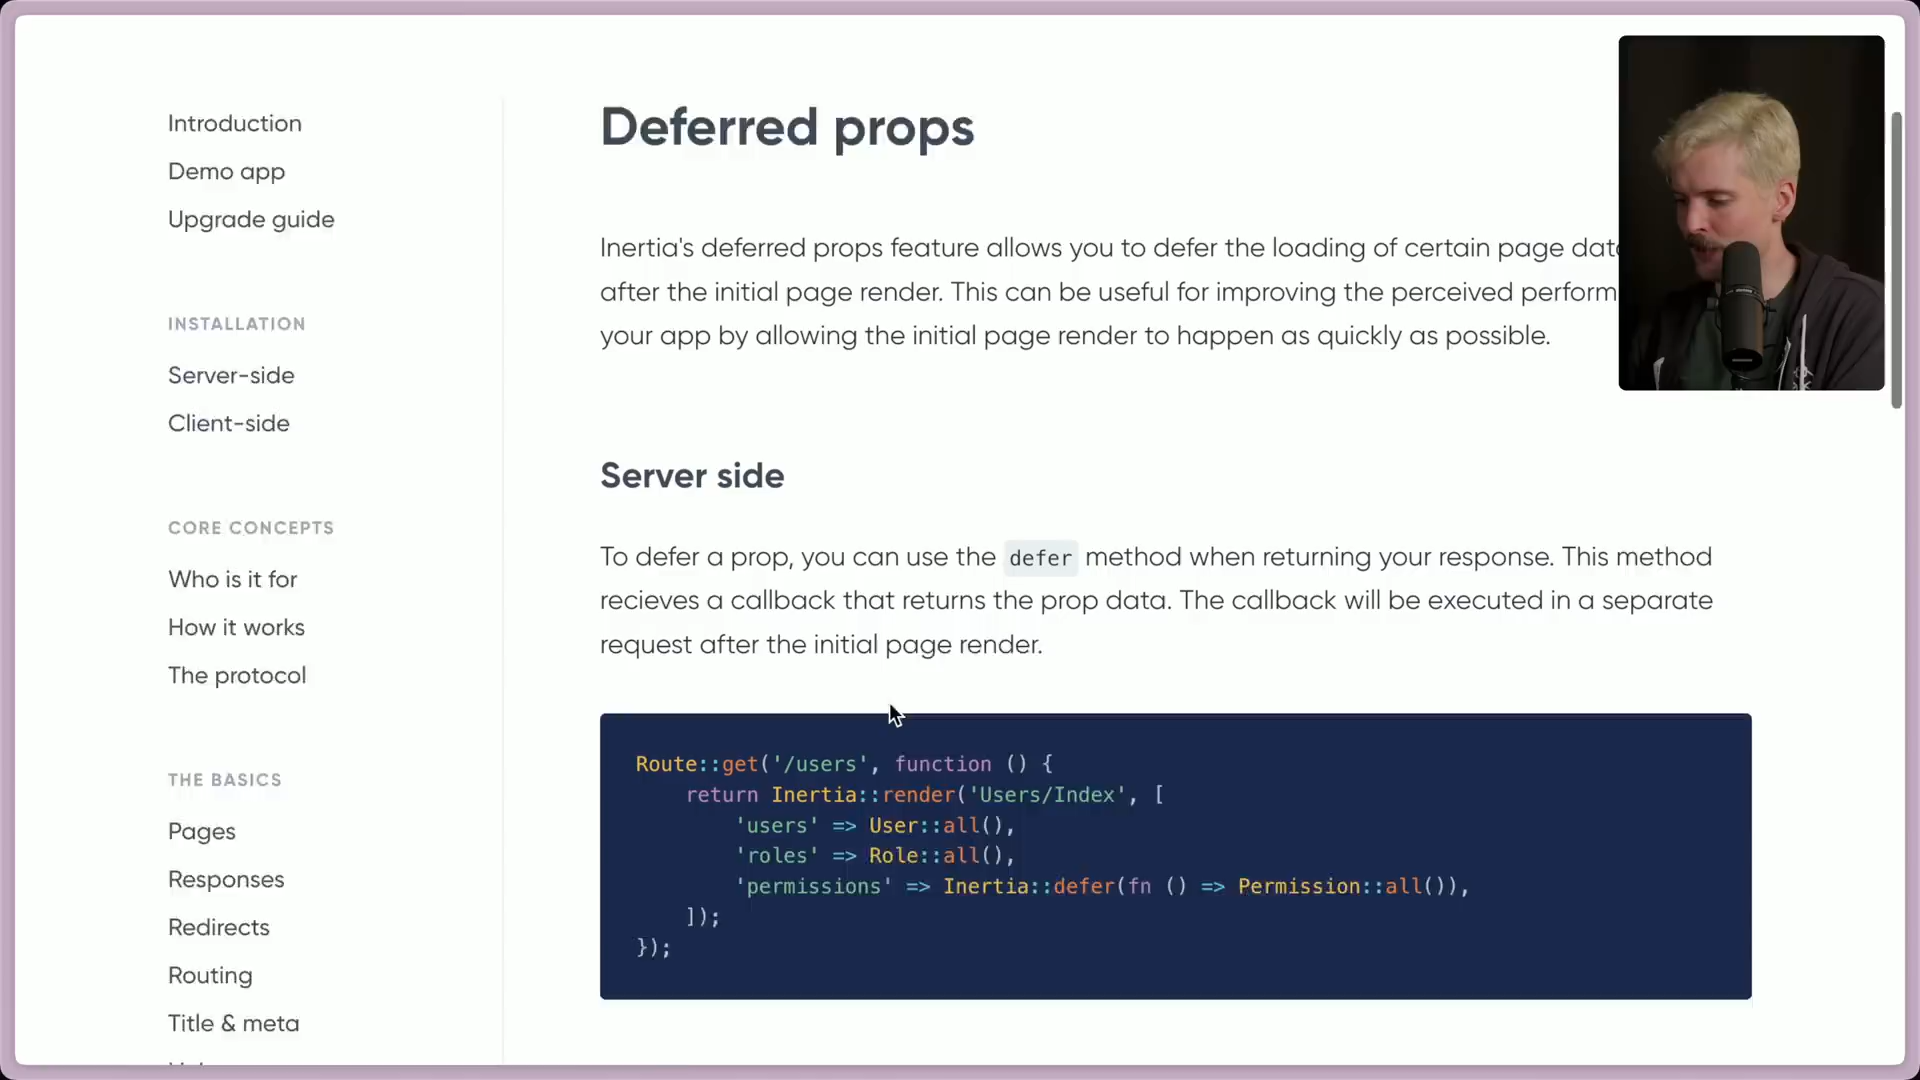 Introduction
Demo app
Upgrade guide
INSTALLATION
Server-side
Client-side
CORE CONCEPTS
Who is it for
How it works
The protocol
THE BASICS
Pages
Responses
Redirects
Routing
Title & meta
Deferred props
Inertia's deferred props feature allows you to defer the loading of certain page
after the initial page render. This can be useful for improving the perceived
your app by allowing the initial page render to happen as quickly as possible.
Server side
To defer a prop, you can use the defer method when returning your response. This method
recieves a callback that returns the prop data. The callback will be executed in a separate
request after the initial page render.
Route::get('/users', function () {
    return Inertia::render('Users/Index', [
        'users' => User::all(),
        'roles' => Role::all(),
        'permissions' => Inertia::defer(fn () => Permission::all()),
    ]);
});